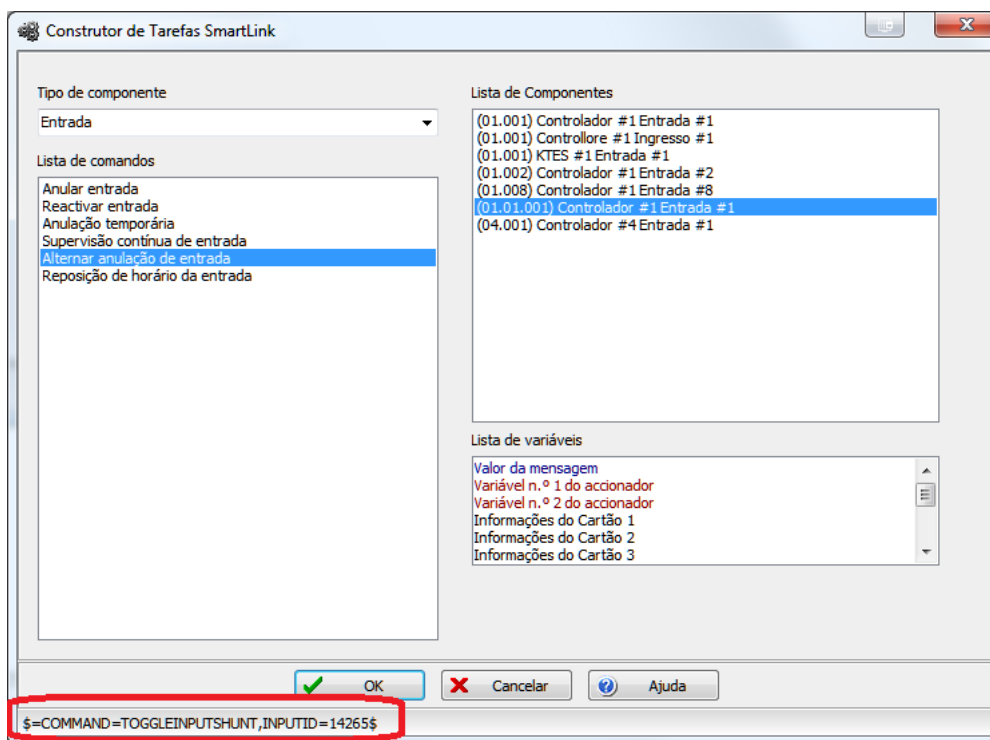 Construtor de Tarefas SmartLink
Tipo de componente
Entrada
Lista de comandos
Anular entrada
Reactivar entrada
Anulação temporária
Supervisão contínua de entrada
Alternar anulação de entrada
Reposição de horário da entrada
Lista de Componentes
(01.001) Controlador #1 Entrada #1
(01.001) Controllore #1 Ingresso #1
(01.001) KTES #1 Entrada #1
(01.002) Controlador #1 Entrada #2
(01.008) Controlador #1 Entrada #8
(01.01.001) Controlador #1 Entrada #1
(04.001) Controlador #4 Entrada #1
Lista de variáveis
Valor da mensagem
Variável n.º 1 do accionador
Variável n.º 2 do accionador
Informações do Cartão 1
Informações do Cartão 2
Informações do Cartão 3
OK
Cancelar
Ajuda
$=COMMAND=TOGGLEINPUTSHUNT,INPUTID=14265$